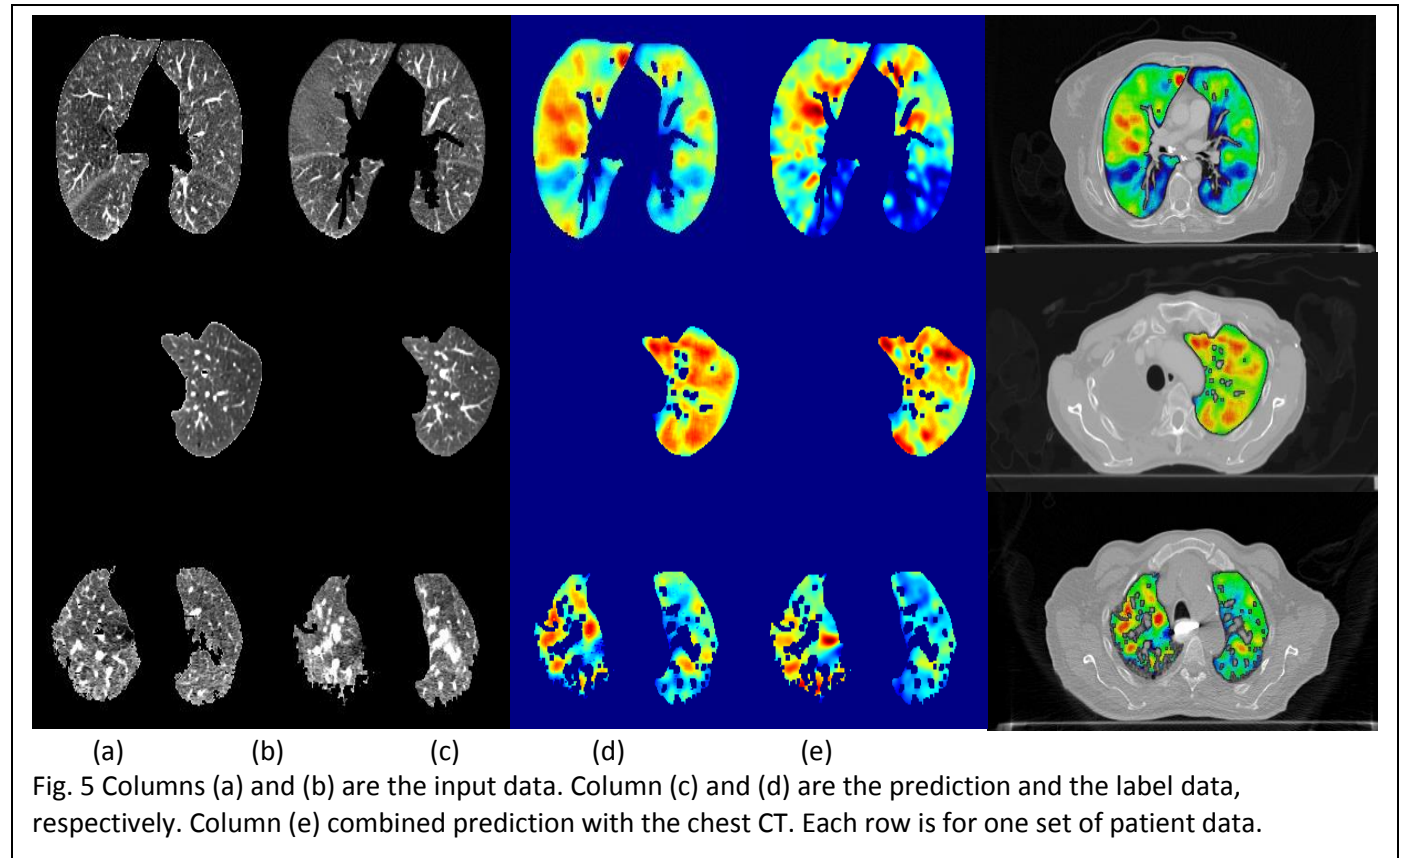 (a) (b) (c) (d) (e)
Fig. 5 Columns (a) and (b) are the input data. Column (c) and (d) are the prediction and the label data,
respectively. Column (e) combined prediction with the chest CT. Each row is for one set of patient data.